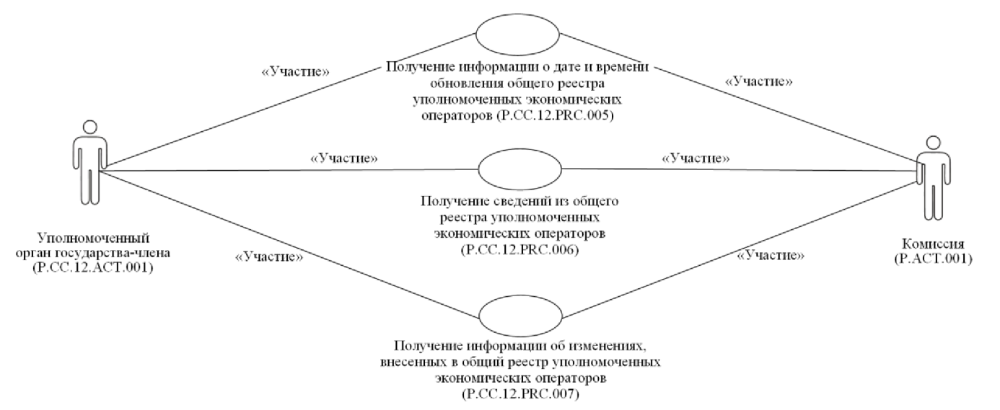 «Участие»
Получение информации о дате и времени
обновления общего реестра
уполномоченных экономических
операторов (P.CC.12.PRC.005)
«Участие»
«Участие»
«Участие»
Получение сведений из общего
реестра уполномоченных
экономических операторов
(P.CC.12.PRC.006)
Уполномоченный
орган государства-члена
(P.CC.12.ACT.001)
«Участие»
«Участие»
Комиссия
(P.ACT.001)
Получение информации об изменениях,
внесенных в общий реестр уполномоченных
экономических операторов
(P.CC.12.PRC.007)